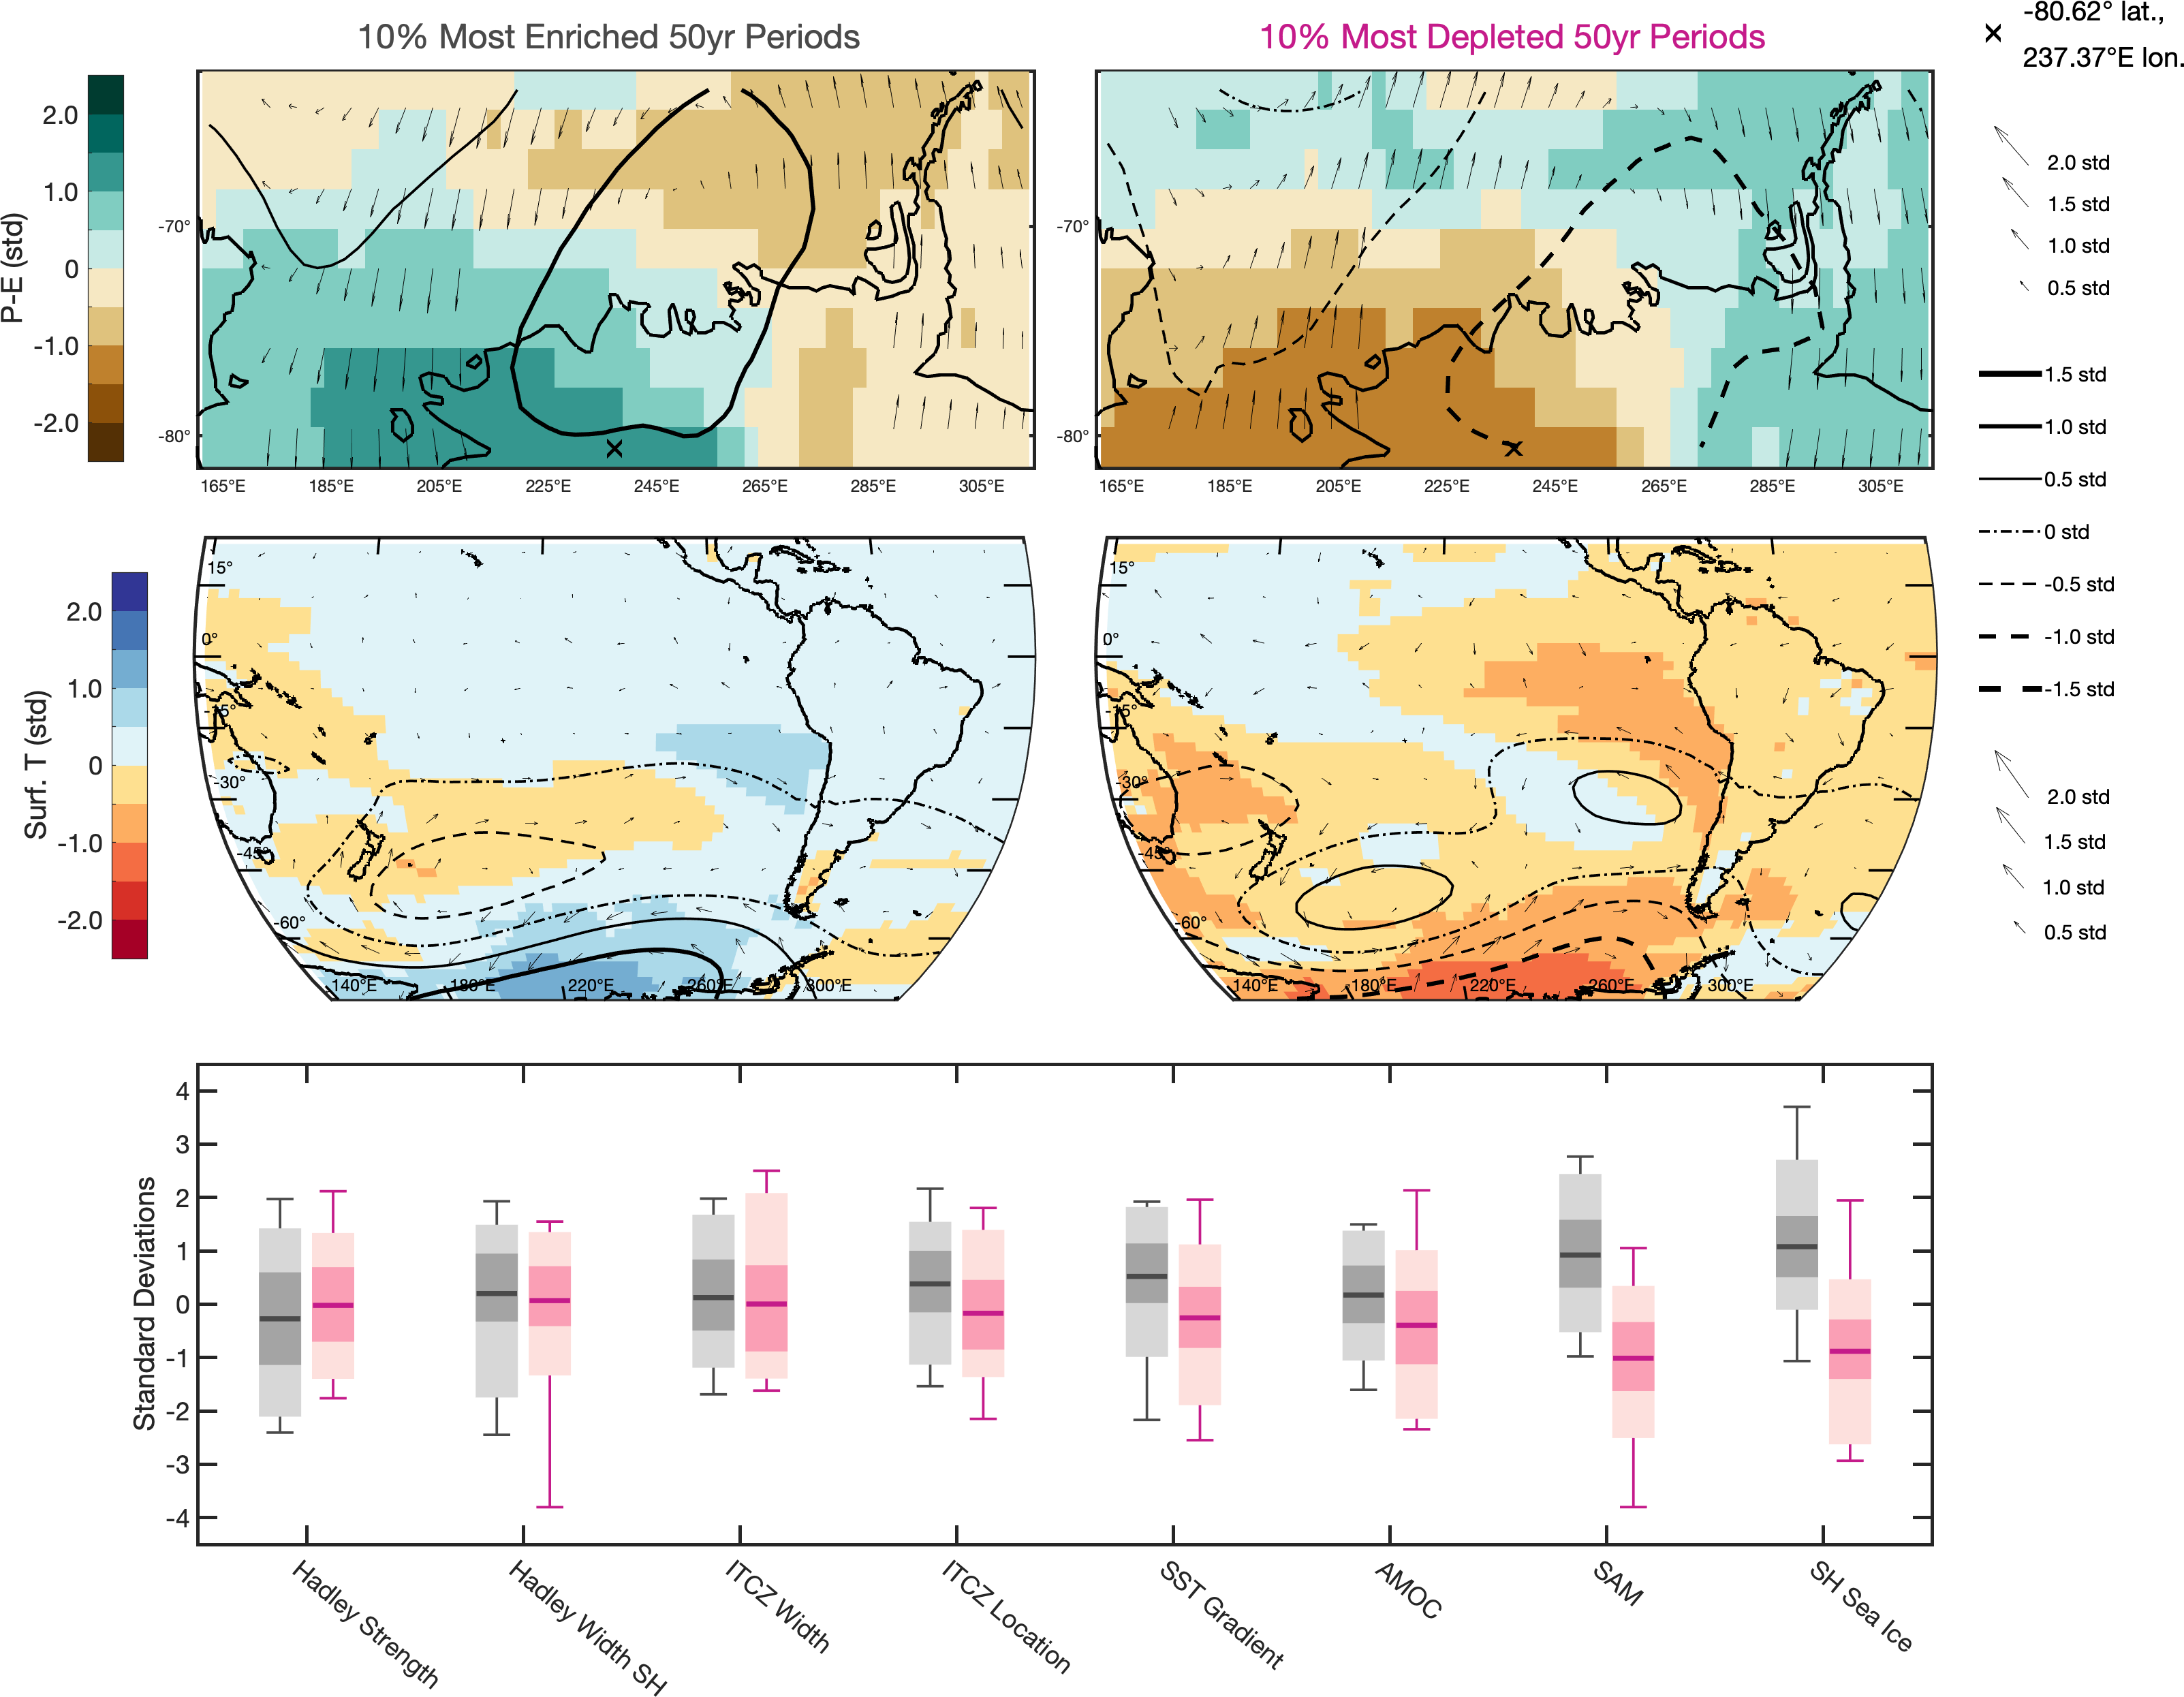 10% Most Enriched 50yr Periods
10% Most Depleted 50yr Periods
-80.62° lat.,
237.37°E lon.
P-E (std)
2.0
1.0
0
-1.0
-2.0
-70°
-80°
165°E 185°E 205°E 225°E 245°E 265°E 285°E 305°E
-70°
-80°
165°E 185°E 205°E 225°E 245°E 265°E 285°E 305°E
2.0 std
1.5 std
1.0 std
0.5 std
1.5 std
1.0 std
0.5 std
0 std
-0.5 std
-1.0 std
-1.5 std
2.0 std
1.5 std
1.0 std
0.5 std
Surf. T (std)
2.0
1.0
0
-1.0
-2.0
15°
0°
-15°
-30°
-45°
-60°
140°E 180°E 220°E 260°E 300°E
15°
0°
-15°
-30°
-45°
-60°
140°E 180°E 220°E 260°E 300°E
Standard Deviations
4
3
2
1
0
-1
-2
-3
-4
Hadley Strength
Hadley Width SH
ITCZ Width
ITCZ Location
SST Gradient
AMOC
SAM
SH Sea Ice